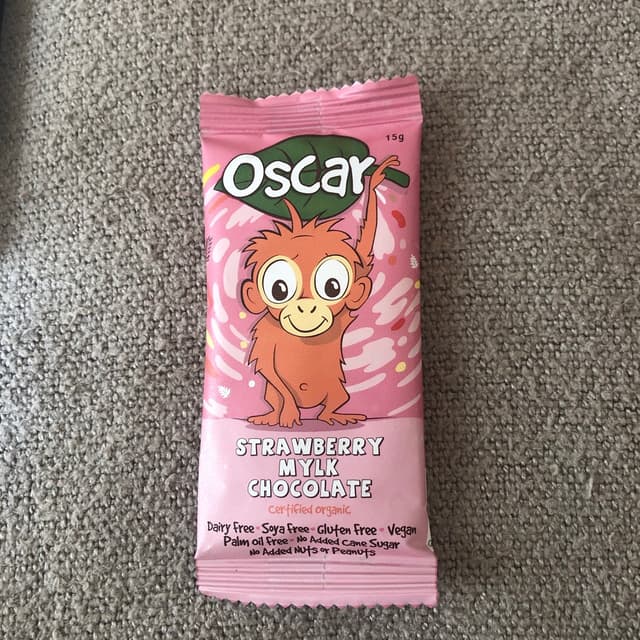 15g
Oscar
STRAWBERRY
MYLK
CHOCOLATE
certified organic
Dairy free - Soya free - Gluten free - Vegan
Palm oil free - No Added Cane Sugar
No Added Nuts or Peanuts